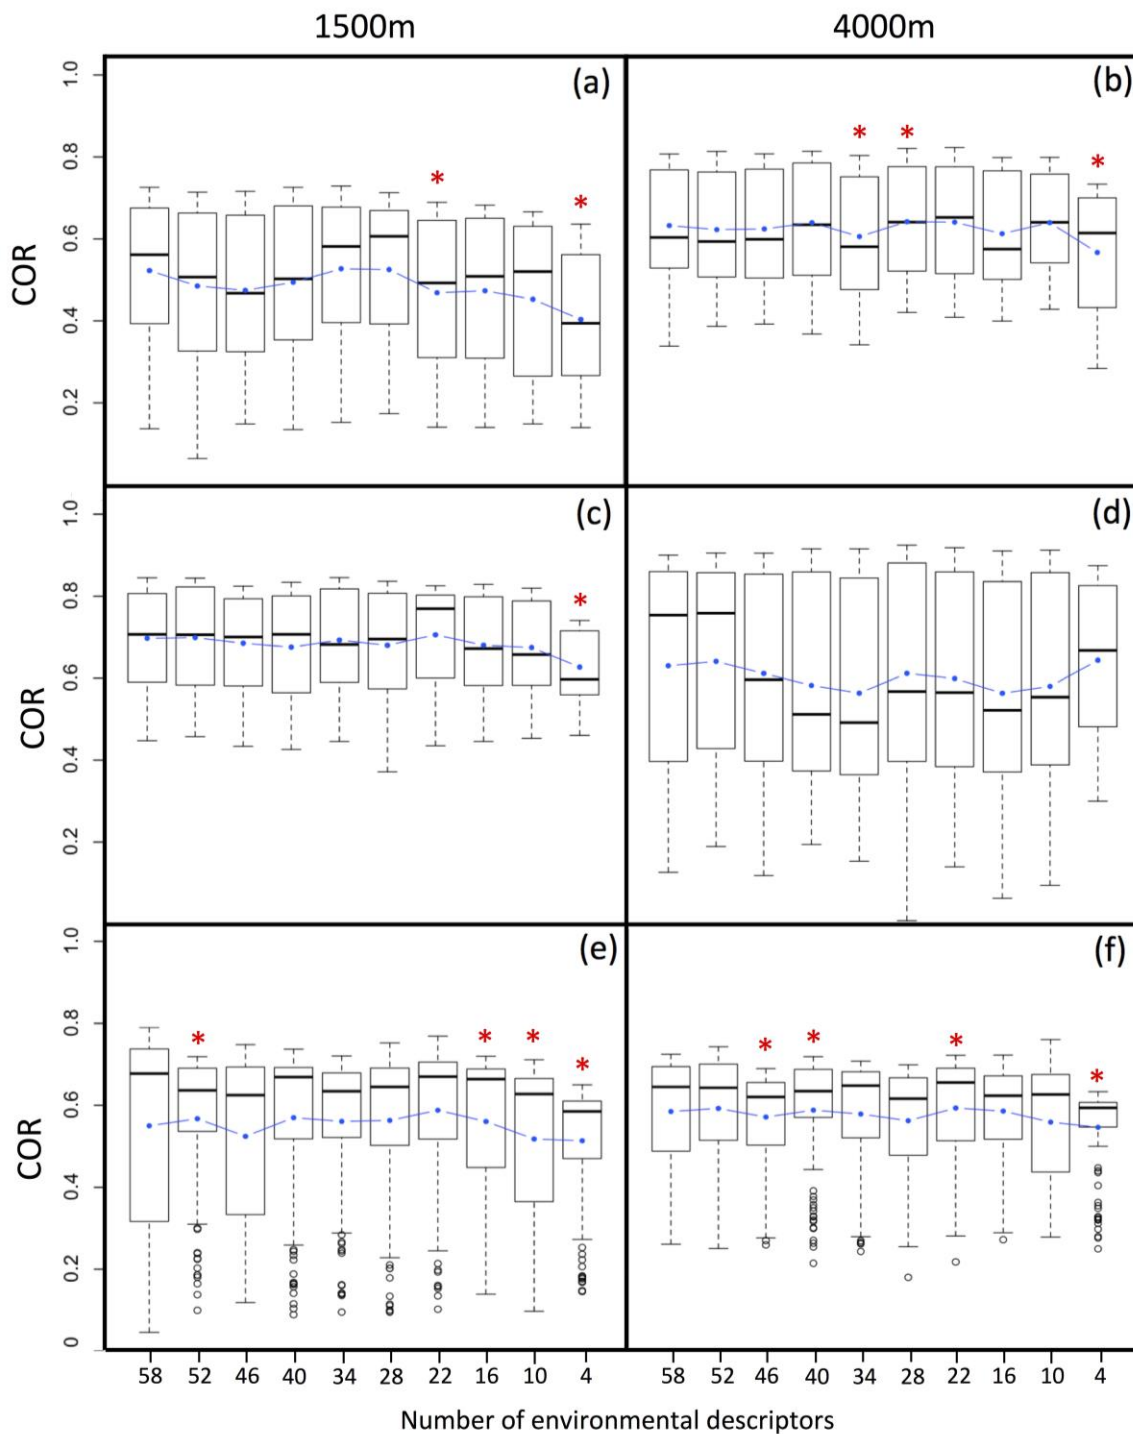 1500m 4000m
(a) (b)
1.0
0.8
0.6
0.4
0.2
COR
* * * * *
(c) (d)
1.0
0.8
0.6
0.4
0.2
COR
*
(e) (f)
1.0
0.8
0.6
0.4
0.2
0
COR
* * * * * * * *
58 52 46 40 34 28 22 16 10 4 58 52 46 40 34 28 22 16 10 4
Number of environmental descriptors